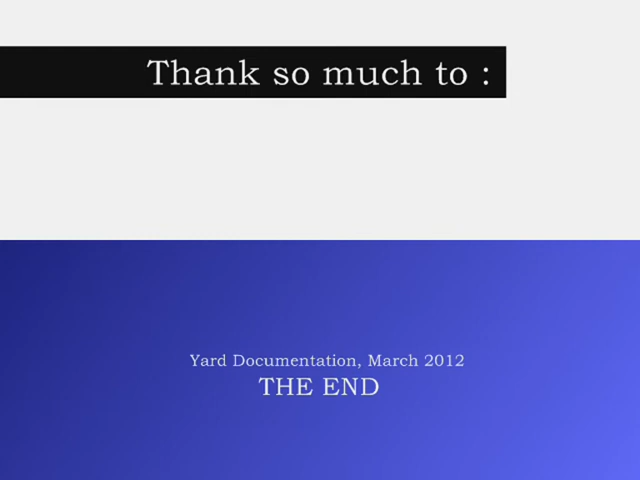 Thank so much to :
Yard Documentation, March 2012
THE END